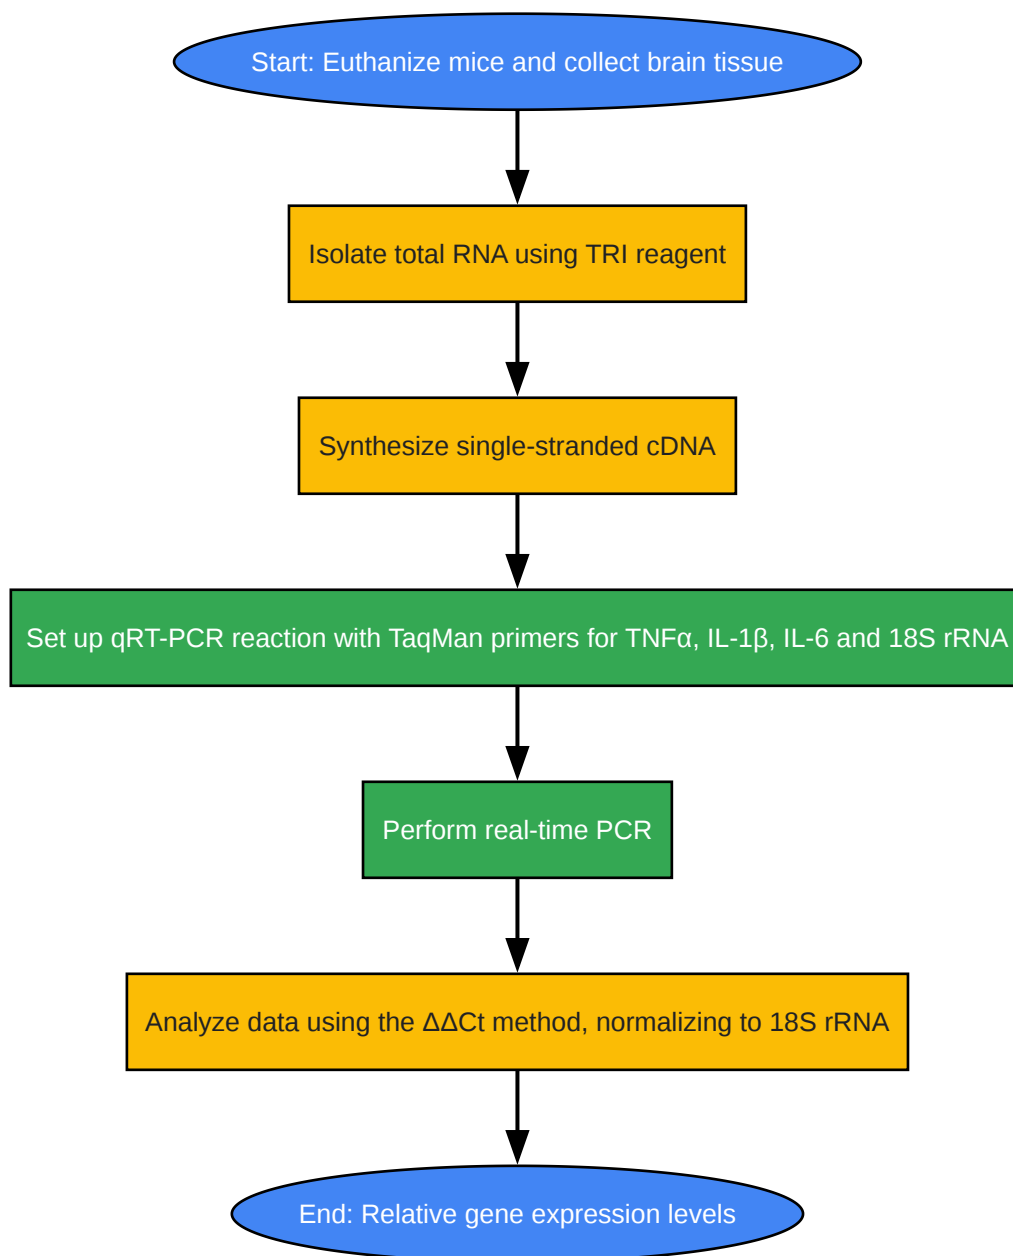 Start: Euthanize mice and collect brain tissue
Isolate total RNA using TRI reagent
Synthesize single-stranded cDNA
Set up qRT-PCR reaction with TaqMan primers for TNFα, IL-1β, IL-6 and 18S rRNA
Perform real-time PCR
Analyze data using the ΔΔCt method, normalizing to 18S rRNA
End: Relative gene expression levels